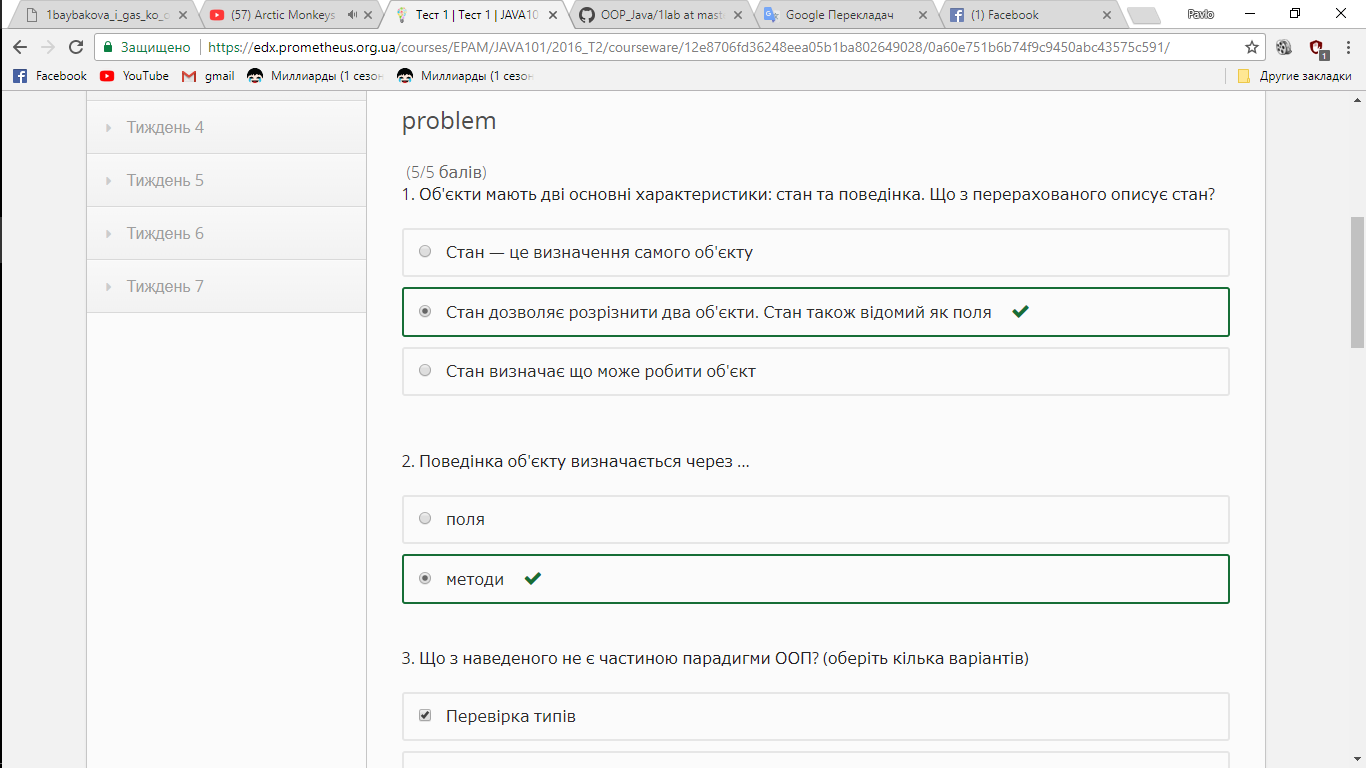 1baybakova_i_gas_ko_o
(57) Arctic Monkeys
Тест 1 | Тест 1 | JAVA10
OOP_Java/1lab at mast
Google Перекладач
(1) Facebook
Pavlo
Защищено
https://edx.prometheus.org.ua/courses/EPAM/JAVA101/2016_T2/courseware/12e8706fd36248eea05b1ba802649028/0a60e751b6b74f9c9450abc43575c591/
1
Facebook
YouTube
gmail
Миллиарды (1 сезон
Миллиарды (1 сезон
Другие закладки
Тиждень 4
Тиждень 5
Тиждень 6
Тиждень 7
problem
(5/5 балів)
1. Об'єкти мають дві основні характеристики: стан та поведінка. Що з перерахованого описує стан?
Стан — це визначення самого об'єкту
Стан дозволяє розрізнити два об'єкти. Стан також відомий як поля
Стан визначає що може робити об'єкт
2. Поведінка об'єкту визначається через ...
поля
методи
3. Що з наведеного не є частиною парадигми ООП? (оберіть кілька варіантів)
Перевірка типів